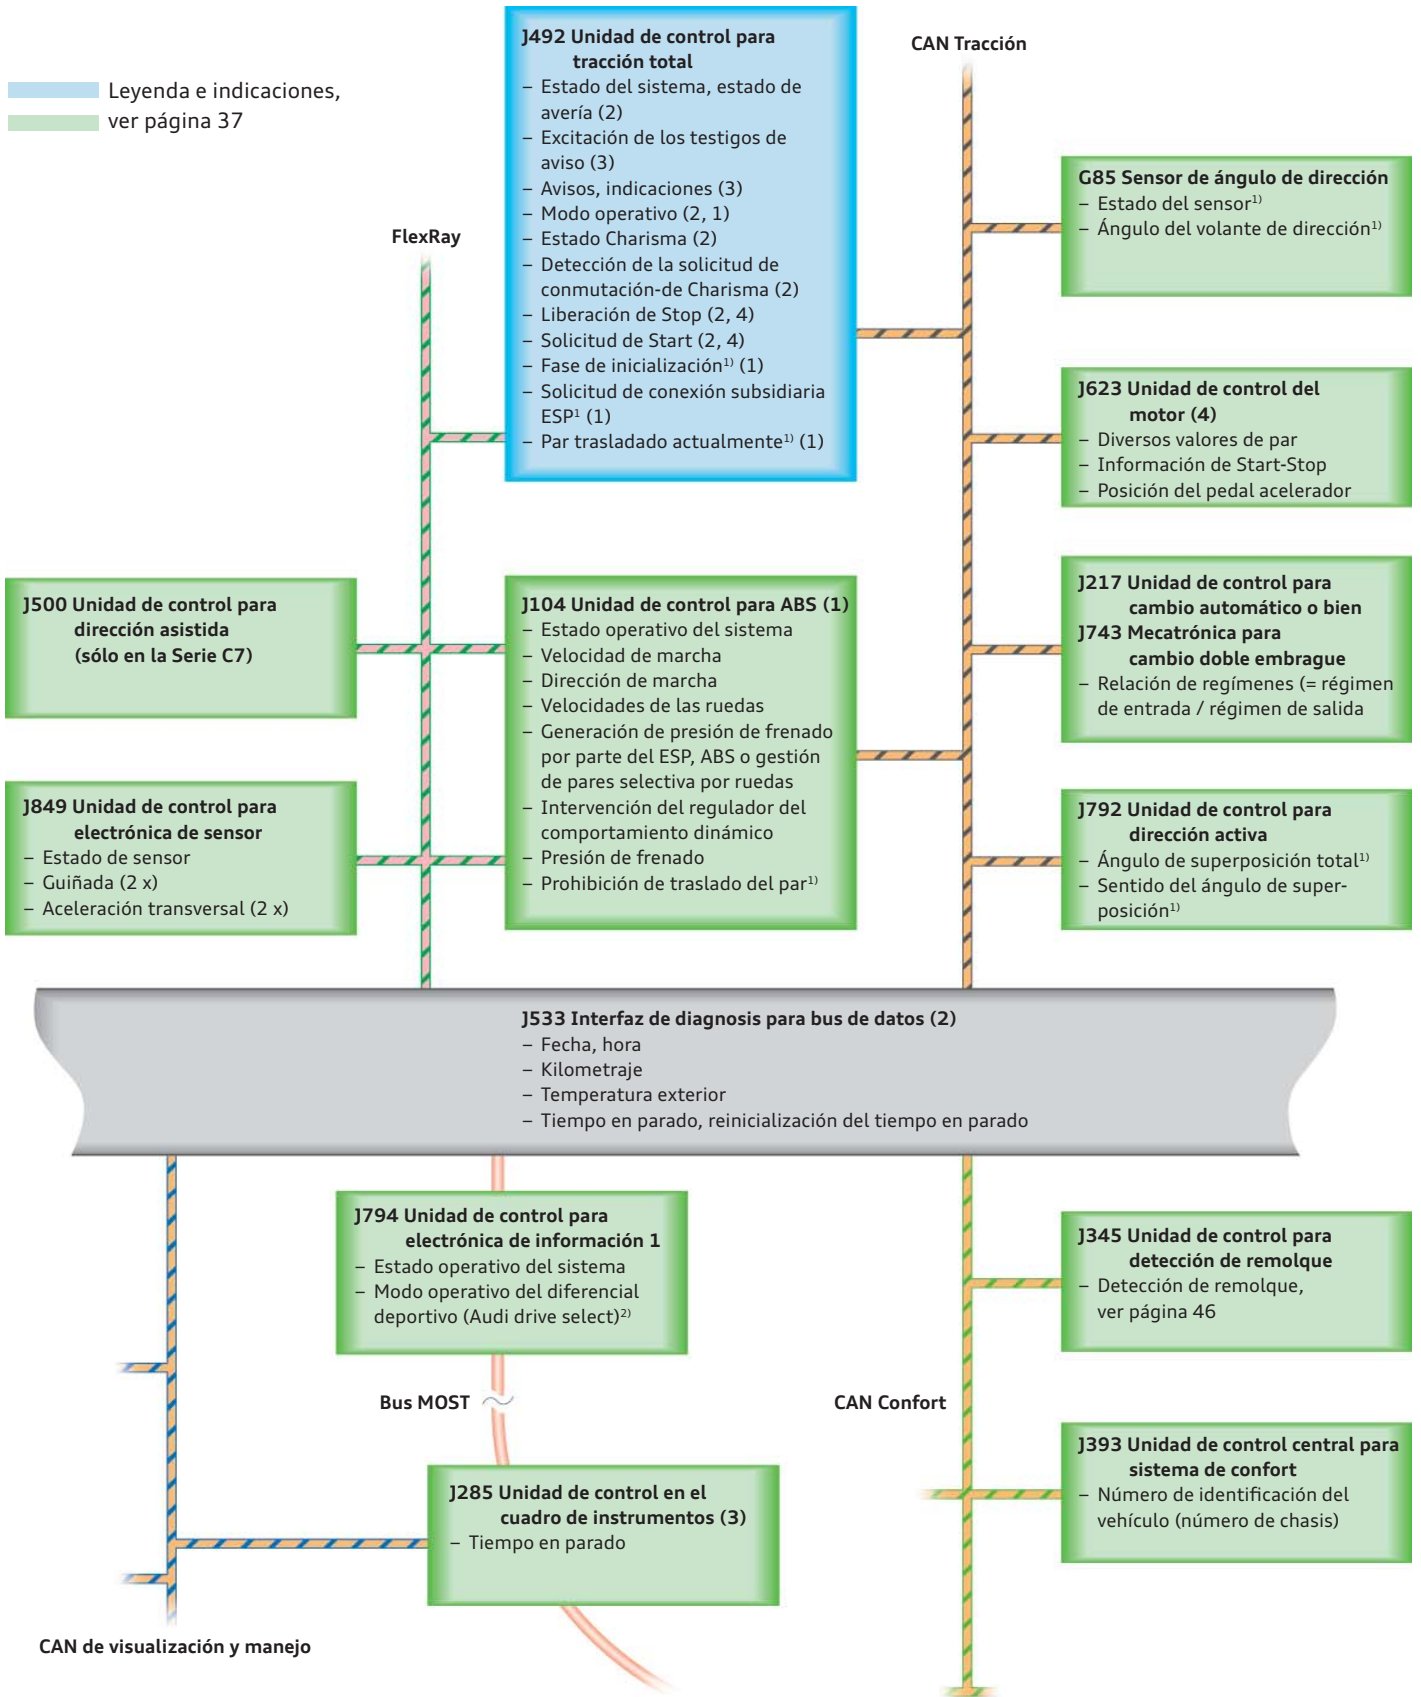 Leyenda e indicaciones,
ver página 37
J492 Unidad de control para
tracción total
– Estado del sistema, estado de
avería (2)
– Excitación de los testigos de
aviso (3)
– Avisos, indicaciones (3)
– Modo operativo (2, 1)
– Estado Charisma (2)
– Detección de la solicitud de
conmutación-de Charisma (2)
– Liberación de Stop (2, 4)
– Solicitud de Start (2, 4)
– Fase de inicialización¹⁾ (1)
– Solicitud de conexión subsidiaria
ESP¹ (1)
– Par trasladado actualmente¹⁾ (1)
CAN Tracción
G85 Sensor de ángulo de dirección
– Estado del sensor¹⁾
– Ángulo del volante de dirección¹⁾
FlexRay
J623 Unidad de control del
motor (4)
– Diversos valores de par
– Información de Start-Stop
– Posición del pedal acelerador
J500 Unidad de control para
dirección asistida
(sólo en la Serie C7)
J104 Unidad de control para ABS (1)
– Estado operativo del sistema
– Velocidad de marcha
– Dirección de marcha
– Velocidades de las ruedas
– Generación de presión de frenado
por parte del ESP, ABS o gestión
de pares selectiva por ruedas
– Intervención del regulador del
comportamiento dinámico
– Presión de frenado
– Prohibición de traslado del par¹⁾
J217 Unidad de control para
cambio automático o bien
J743 Mecatrónica para
cambio doble embrague
– Relación de regímenes (= régimen
de entrada / régimen de salida
J849 Unidad de control para
electrónica de sensor
– Estado de sensor
– Guiñada (2 x)
– Aceleración transversal (2 x)
J792 Unidad de control para
dirección activa
– Ángulo de superposición total¹⁾
– Sentido del ángulo de super-
posición¹⁾
J533 Interfaz de diagnosis para bus de datos (2)
– Fecha, hora
– Kilometraje
– Temperatura exterior
– Tiempo en parado, reinicialización del tiempo en parado
J794 Unidad de control para
electrónica de información 1
– Estado operativo del sistema
– Modo operativo del diferencial
deportivo (Audi drive select)²⁾
J345 Unidad de control para
detección de remolque
– Detección de remolque,
ver página 46
Bus MOST
CAN Confort
J393 Unidad de control central para
sistema de confort
– Número de identificación del
vehículo (número de chasis)
J285 Unidad de control en el
cuadro de instrumentos (3)
– Tiempo en parado
CAN de visualización y manejo